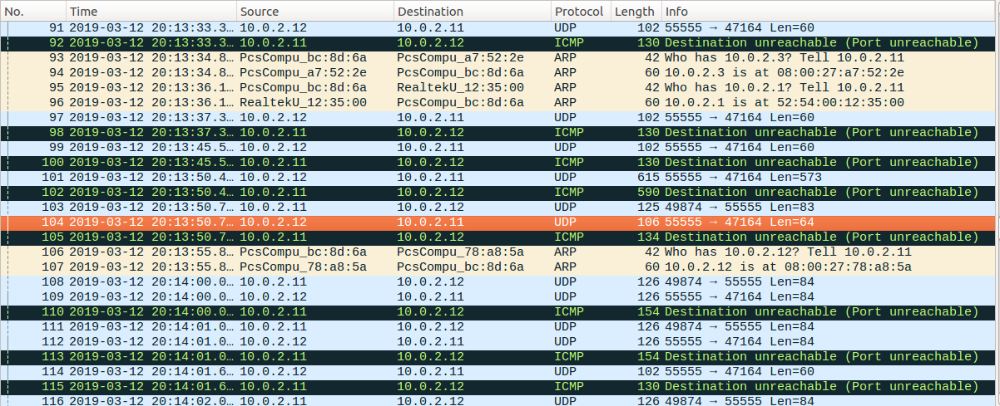 No. Time Source Destination Protocol Length Info
91 2019-03-12 20:13:33.3… 10.0.2.12 10.0.2.11 UDP 102 55555 → 47164 Len=60
92 2019-03-12 20:13:33.3… 10.0.2.11 10.0.2.12 ICMP 130 Destination unreachable (Port unreachable)
93 2019-03-12 20:13:34.8… PcsCompu_bc:8d:6a PcsCompu_a7:52:2e ARP 42 Who has 10.0.2.3? Tell 10.0.2.11
94 2019-03-12 20:13:34.8… PcsCompu_a7:52:2e PcsCompu_bc:8d:6a ARP 60 10.0.2.3 is at 08:00:27:a7:52:2e
95 2019-03-12 20:13:36.1… PcsCompu_bc:8d:6a RealtekU_12:35:00 ARP 42 Who has 10.0.2.1? Tell 10.0.2.11
96 2019-03-12 20:13:36.1… RealtekU_12:35:00 PcsCompu_bc:8d:6a ARP 60 10.0.2.1 is at 52:54:00:12:35:00
97 2019-03-12 20:13:37.3… 10.0.2.12 10.0.2.11 UDP 102 55555 → 47164 Len=60
98 2019-03-12 20:13:37.3… 10.0.2.11 10.0.2.12 ICMP 130 Destination unreachable (Port unreachable)
99 2019-03-12 20:13:45.5… 10.0.2.12 10.0.2.11 UDP 102 55555 → 47164 Len=60
100 2019-03-12 20:13:45.5… 10.0.2.11 10.0.2.12 ICMP 130 Destination unreachable (Port unreachable)
101 2019-03-12 20:13:50.4… 10.0.2.12 10.0.2.11 UDP 615 55555 → 47164 Len=573
102 2019-03-12 20:13:50.4… 10.0.2.11 10.0.2.12 ICMP 590 Destination unreachable (Port unreachable)
103 2019-03-12 20:13:50.7… 10.0.2.11 10.0.2.12 UDP 125 49874 → 55555 Len=83
104 2019-03-12 20:13:50.7… 10.0.2.12 10.0.2.11 UDP 106 55555 → 47164 Len=64
105 2019-03-12 20:13:50.7… 10.0.2.11 10.0.2.12 ICMP 134 Destination unreachable (Port unreachable)
106 2019-03-12 20:13:55.8… PcsCompu_bc:8d:6a PcsCompu_78:a8:5a ARP 42 Who has 10.0.2.12? Tell 10.0.2.11
107 2019-03-12 20:13:55.8… PcsCompu_78:a8:5a PcsCompu_bc:8d:6a ARP 60 10.0.2.12 is at 08:00:27:78:a8:5a
108 2019-03-12 20:14:00.0… 10.0.2.11 10.0.2.12 UDP 126 49874 → 55555 Len=84
109 2019-03-12 20:14:00.0… 10.0.2.12 10.0.2.11 UDP 126 55555 → 47164 Len=84
110 2019-03-12 20:14:00.0… 10.0.2.11 10.0.2.12 ICMP 154 Destination unreachable (Port unreachable)
111 2019-03-12 20:14:01.0… 10.0.2.11 10.0.2.12 UDP 126 49874 → 55555 Len=84
112 2019-03-12 20:14:01.0… 10.0.2.12 10.0.2.11 UDP 126 55555 → 47164 Len=84
113 2019-03-12 20:14:01.0… 10.0.2.11 10.0.2.12 ICMP 154 Destination unreachable (Port unreachable)
114 2019-03-12 20:14:01.6… 10.0.2.12 10.0.2.11 UDP 102 55555 → 47164 Len=60
115 2019-03-12 20:14:01.6… 10.0.2.11 10.0.2.12 ICMP 130 Destination unreachable (Port unreachable)
116 2019-03-12 20:14:02.0… 10.0.2.11 10.0.2.12 UDP 126 49874 → 55555 Len=84